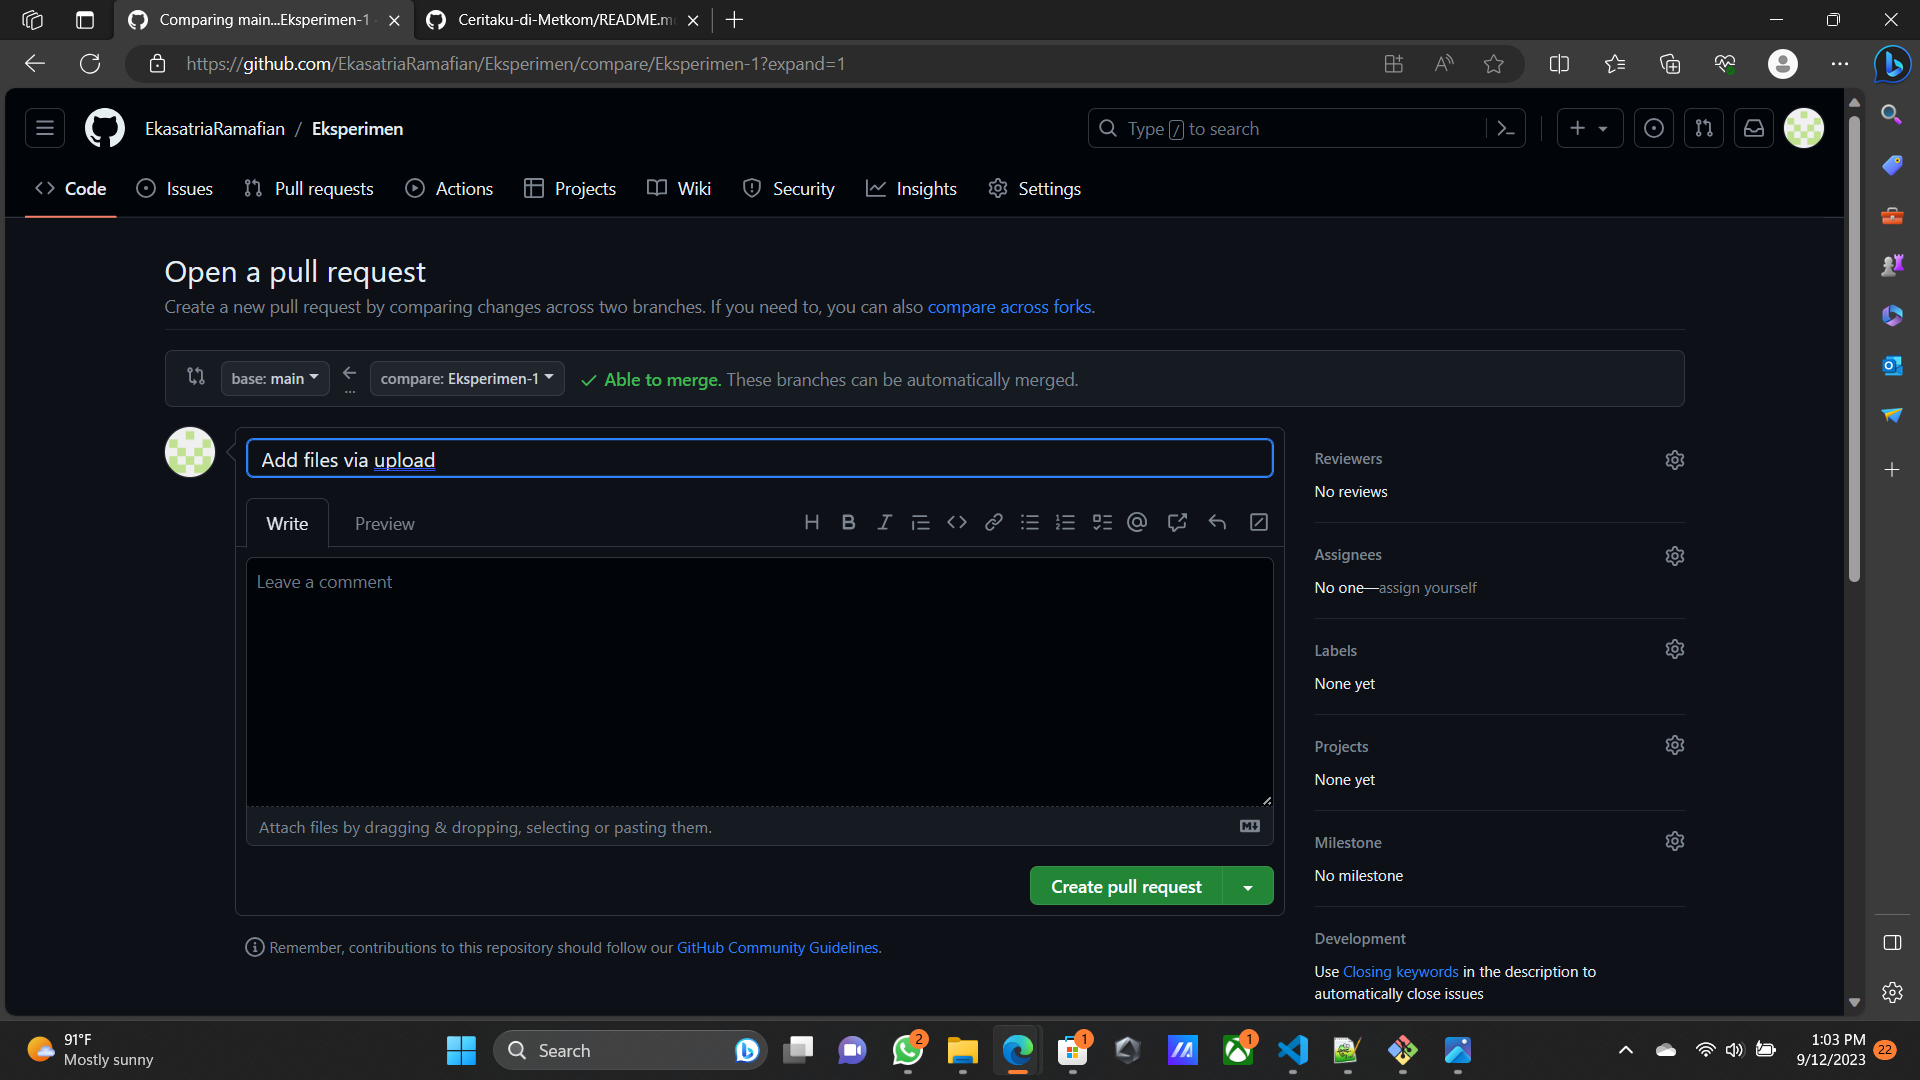 Comparing main...Eksperimen-1
Ceritaku-di-Metkom/README.m
https://github.com/EkasatriaRamafian/Eksperimen/compare/Eksperimen-1?expand=1
EkasatriaRamafian / Eksperimen
Type / to search
Code
Issues
Pull requests
Actions
Projects
Wiki
Security
Insights
Settings
Open a pull request
Create a new pull request by comparing changes across two branches. If you need to, you can also compare across forks.
base: main
...
compare: Eksperimen-1
Able to merge. These branches can be automatically merged.
Add files via upload
Write
Preview
Leave a comment
Attach files by dragging & dropping, selecting or pasting them.
Create pull request
Remember, contributions to this repository should follow our GitHub Community Guidelines.
Reviewers
No reviews
Assignees
No one—assign yourself
Labels
None yet
Projects
None yet
Milestone
No milestone
Development
Use Closing keywords in the description to
automatically close issues
91°F
Mostly sunny
Search
2
1
1
1:03 PM
9/12/2023
22